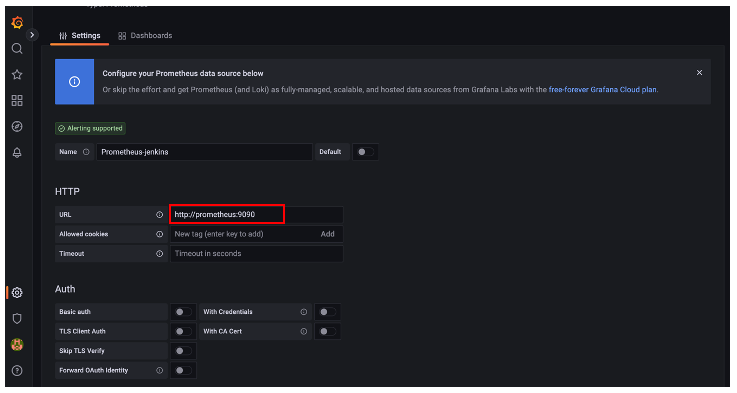 Type: Prometheus
Settings
Dashboards
Configure your Prometheus data source below
Or skip the effort and get Prometheus (and Loki) as fully-managed, scalable, and hosted data sources from Grafana Labs with the free-forever Grafana Cloud plan.
Alerting supported
Name Prometheus-jenkins Default
HTTP
URL http://prometheus:9090
Allowed cookies New tag (enter key to add) Add
Timeout Timeout in seconds
Auth
Basic auth With Credentials
TLS Client Auth With CA Cert
Skip TLS Verify
Forward OAuth Identity